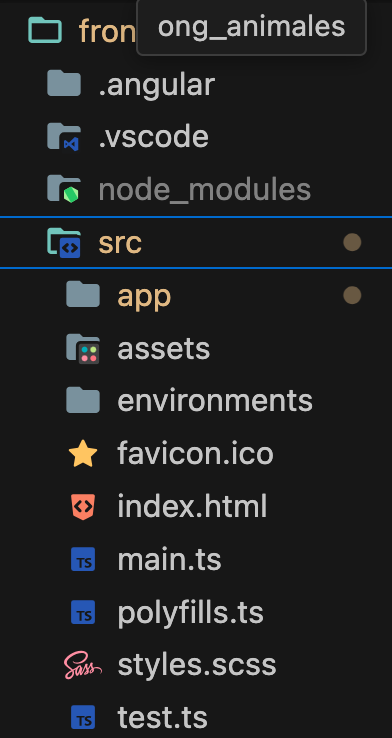 fron
ong_animales
.angular
.vscode
node_modules
src
app
assets
environments
favicon.ico
index.html
main.ts
polyfills.ts
styles.scss
test.ts